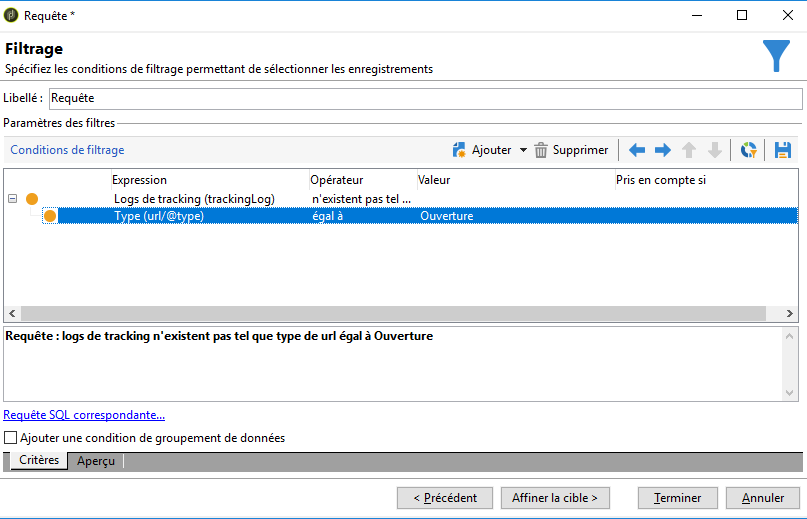 Requête *
Filtrage
Spécifiez les conditions de filtrage permettant de sélectionner les enregistrements
Libellé : Requête
Paramètres des filtres
Conditions de filtrage Ajouter Supprimer
Expression Opérateur Valeur Pris en compte si
Logs de tracking (trackingLog) n'existent pas tel ...
Type (url/@type) égal à Ouverture
Requête : logs de tracking n'existent pas tel que type de url égal à Ouverture
Requête SQL correspondante...
Ajouter une condition de groupement de données
Critères Aperçu
< Précédent Affiner la cible > Terminer Annuler